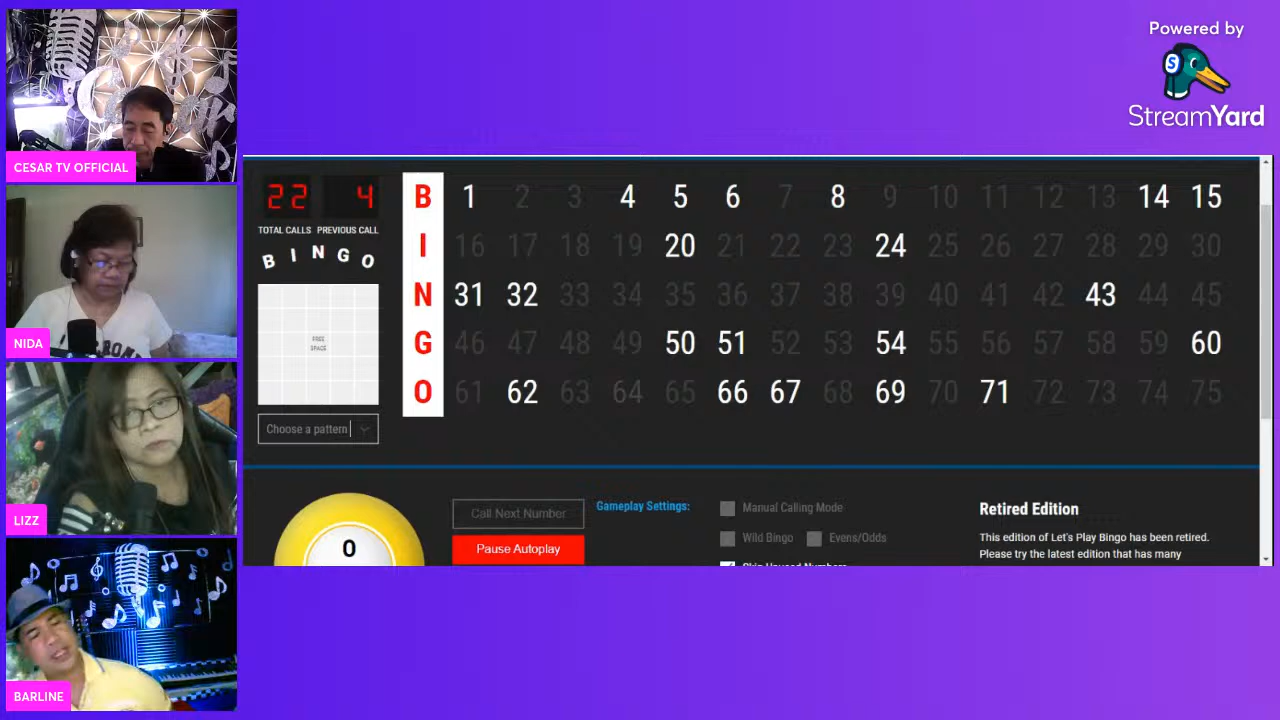 Powered by
StreamYard
CESAR TV OFFICIAL
NIDA
LIZZ
BARLINE
22 4
TOTAL CALLS PREVIOUS CALL
B I N G O
FREE
SPACE
Choose a pattern
B 1 2 3 4 5 6 7 8 9 10 11 12 13 14 15
I 16 17 18 19 20 21 22 23 24 25 26 27 28 29 30
N 31 32 33 34 35 36 37 38 39 40 41 42 43 44 45
G 46 47 48 49 50 51 52 53 54 55 56 57 58 59 60
O 61 62 63 64 65 66 67 68 69 70 71 72 73 74 75
0
Call Next Number
Pause Autoplay
Gameplay Settings:
Manual Calling Mode
Wild Bingo Evens/Odds
Skip Unused Numbers
Retired Edition
This edition of Let's Play Bingo has been retired.
Please try the latest edition that has many